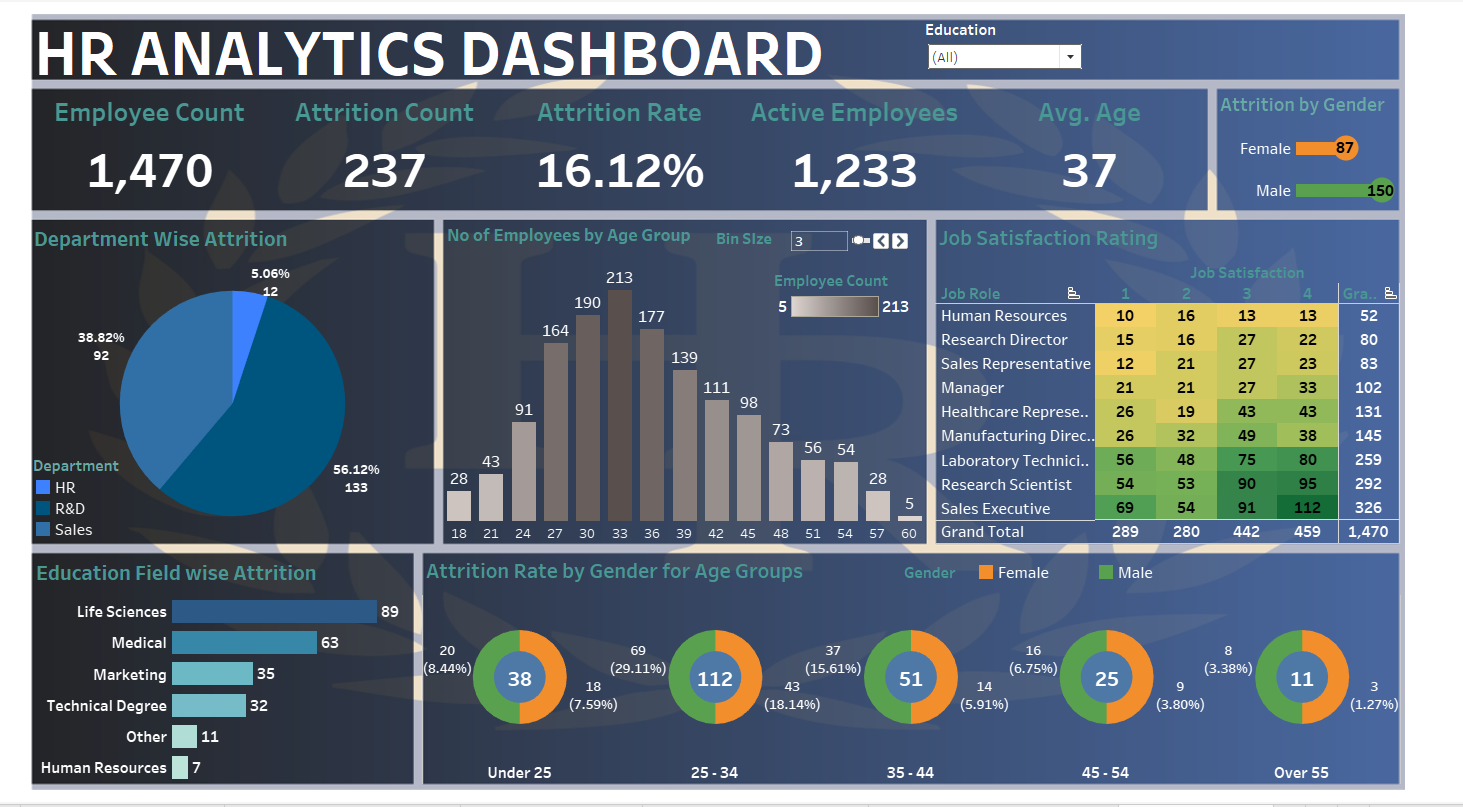 HR ANALYTICS DASHBOARD
Education
(All)
Employee Count
Attrition Count
Attrition Rate
Active Employees
Avg. Age
1,470
237
16.12%
1,233
37
Attrition by Gender
Female 87
Male 150
Department Wise Attrition
5.06%
12
38.82%
92
56.12%
133
Department
HR
R&D
Sales
No of Employees by Age Group
Bin SIze
3
Employee Count
5 213
28 43 91 164 190 213 177 139 111 98 73 56 54 28 5
18 21 24 27 30 33 36 39 42 45 48 51 54 57 60
Job Satisfaction Rating
Job Satisfaction
Job Role 1 2 3 4 Gra..
Human Resources 10 16 13 13 52
Research Director 15 16 27 22 80
Sales Representative 12 21 27 23 83
Manager 21 21 27 33 102
Healthcare Represe.. 26 19 43 43 131
Manufacturing Direc.. 26 32 49 38 145
Laboratory Technici.. 56 48 75 80 259
Research Scientist 54 53 90 95 292
Sales Executive 69 54 91 112 326
Grand Total 289 280 442 459 1,470
Education Field wise Attrition
Life Sciences 89
Medical 63
Marketing 35
Technical Degree 32
Other 11
Human Resources 7
Attrition Rate by Gender for Age Groups
Gender
Female
Male
20
(8.44%)
38
18
(7.59%)
Under 25
69
(29.11%)
112
43
(18.14%)
25 - 34
37
(15.61%)
51
14
(5.91%)
35 - 44
16
(6.75%)
25
9
(3.80%)
45 - 54
8
(3.38%)
11
3
(1.27%)
Over 55